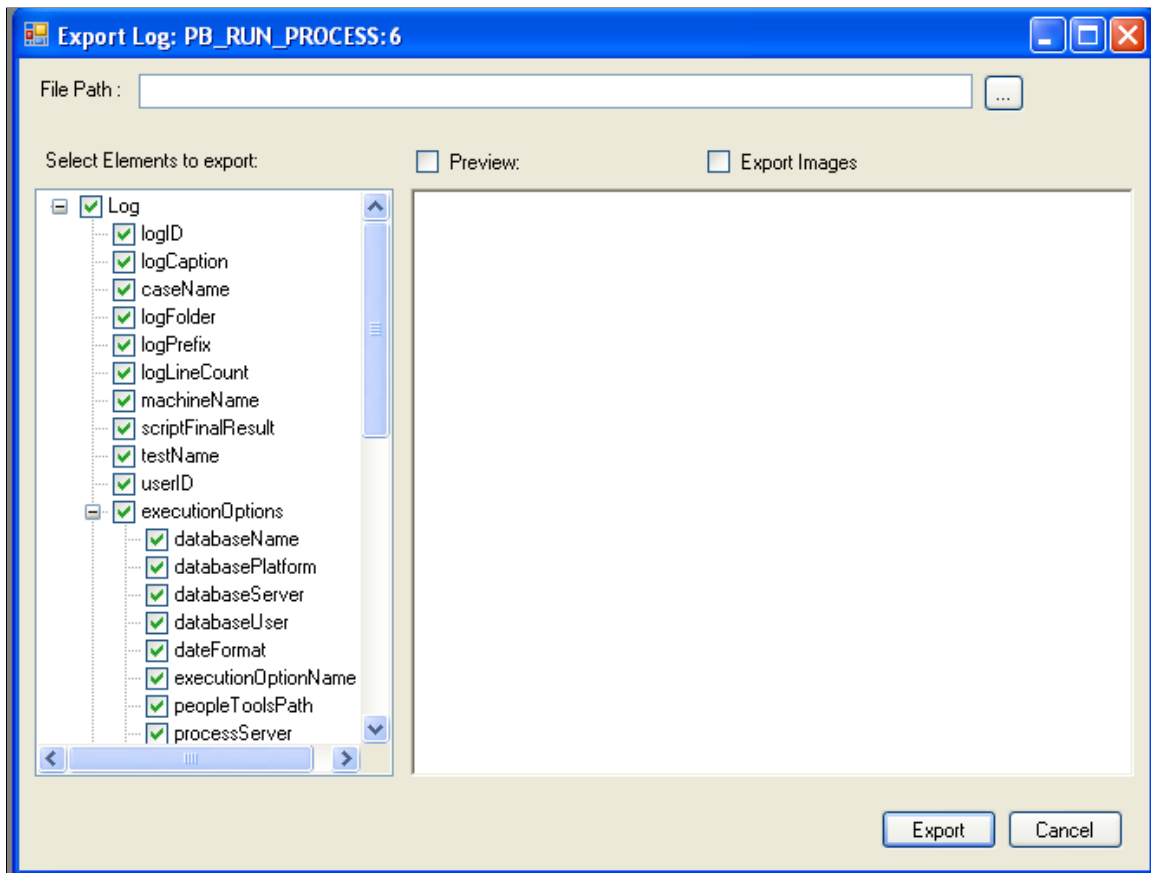 Export Log: PB_RUN_PROCESS:6
File Path :
...
Select Elements to export:
Preview:
Export Images
Log
logID
logCaption
caseName
logFolder
logPrefix
logLineCount
machineName
scriptFinalResult
testName
userID
executionOptions
databaseName
databasePlatform
databaseServer
databaseUser
dateFormat
executionOptionName
peopleToolsPath
processServer
Export
Cancel